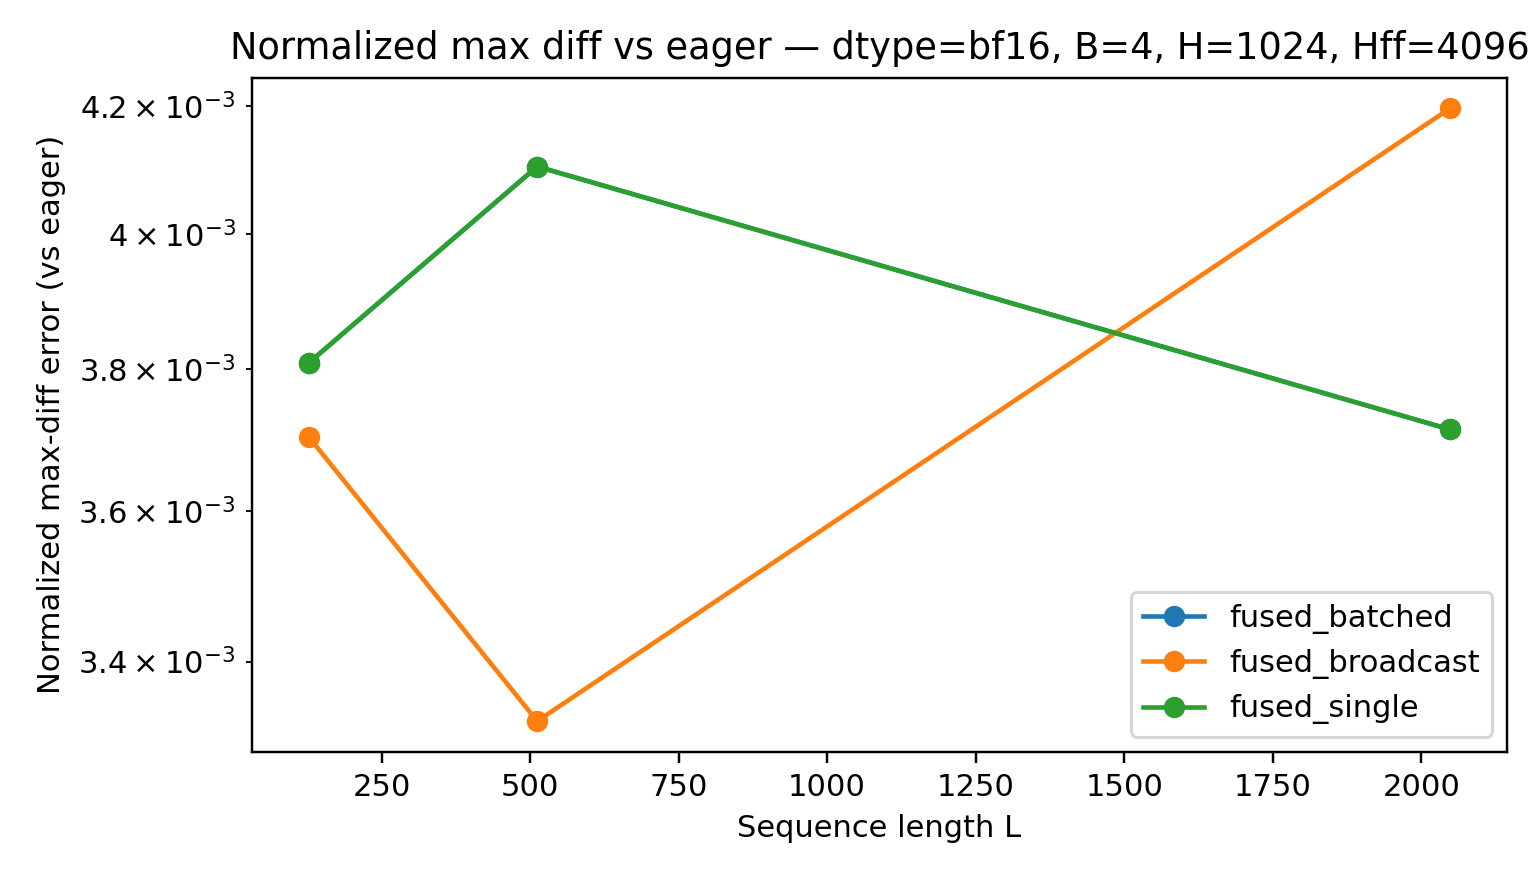 Normalized max diff vs eager — dtype=bf16, B=4, H=1024, Hff=4096
Normalized max-diff error (vs eager)
4.2 × 10⁻³
4 × 10⁻³
3.8 × 10⁻³
3.6 × 10⁻³
3.4 × 10⁻³
fused_batched
fused_broadcast
fused_single
250 500 750 1000 1250 1500 1750 2000
Sequence length L